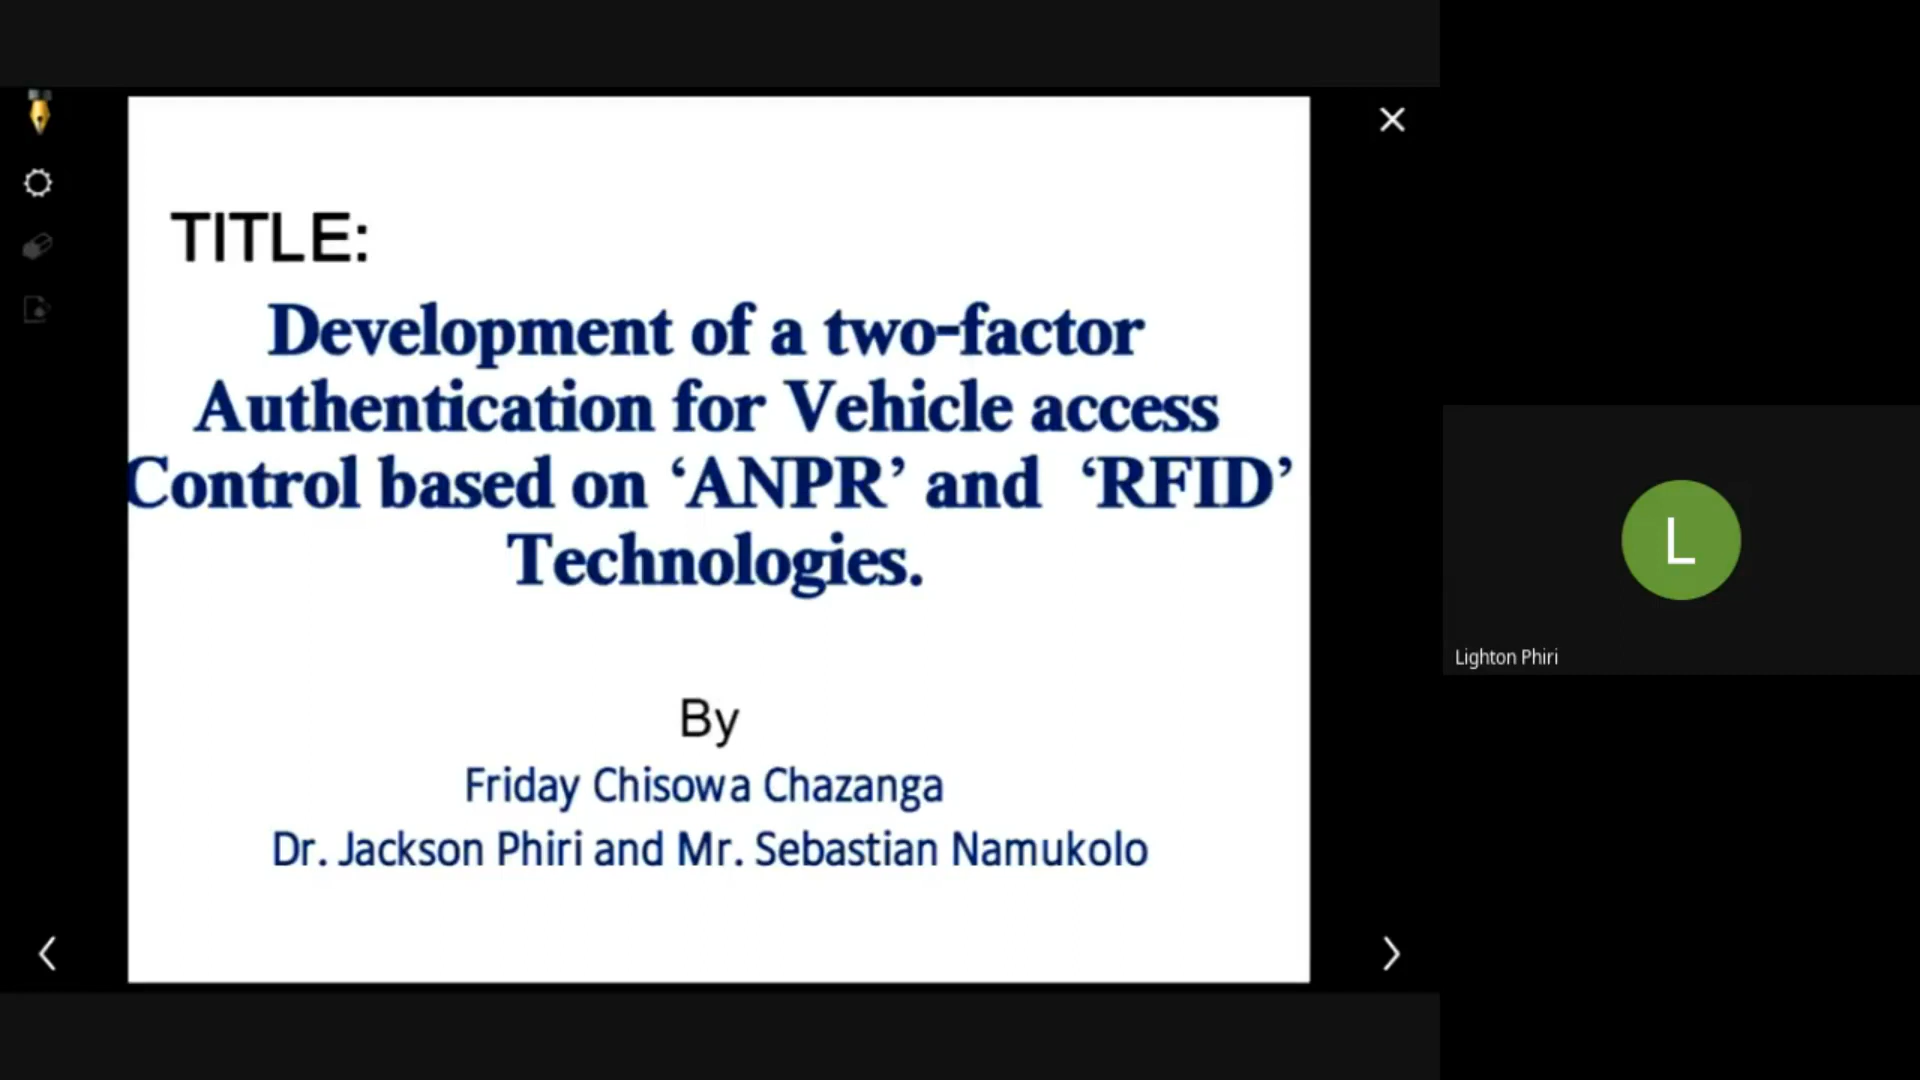 TITLE:
Development of a two-factor
Authentication for Vehicle access
Control based on ‘ANPR’ and ‘RFID’
Technologies.
By
Friday Chisowa Chazanga
Dr. Jackson Phiri and Mr. Sebastian Namukolo
L
Lighton Phiri